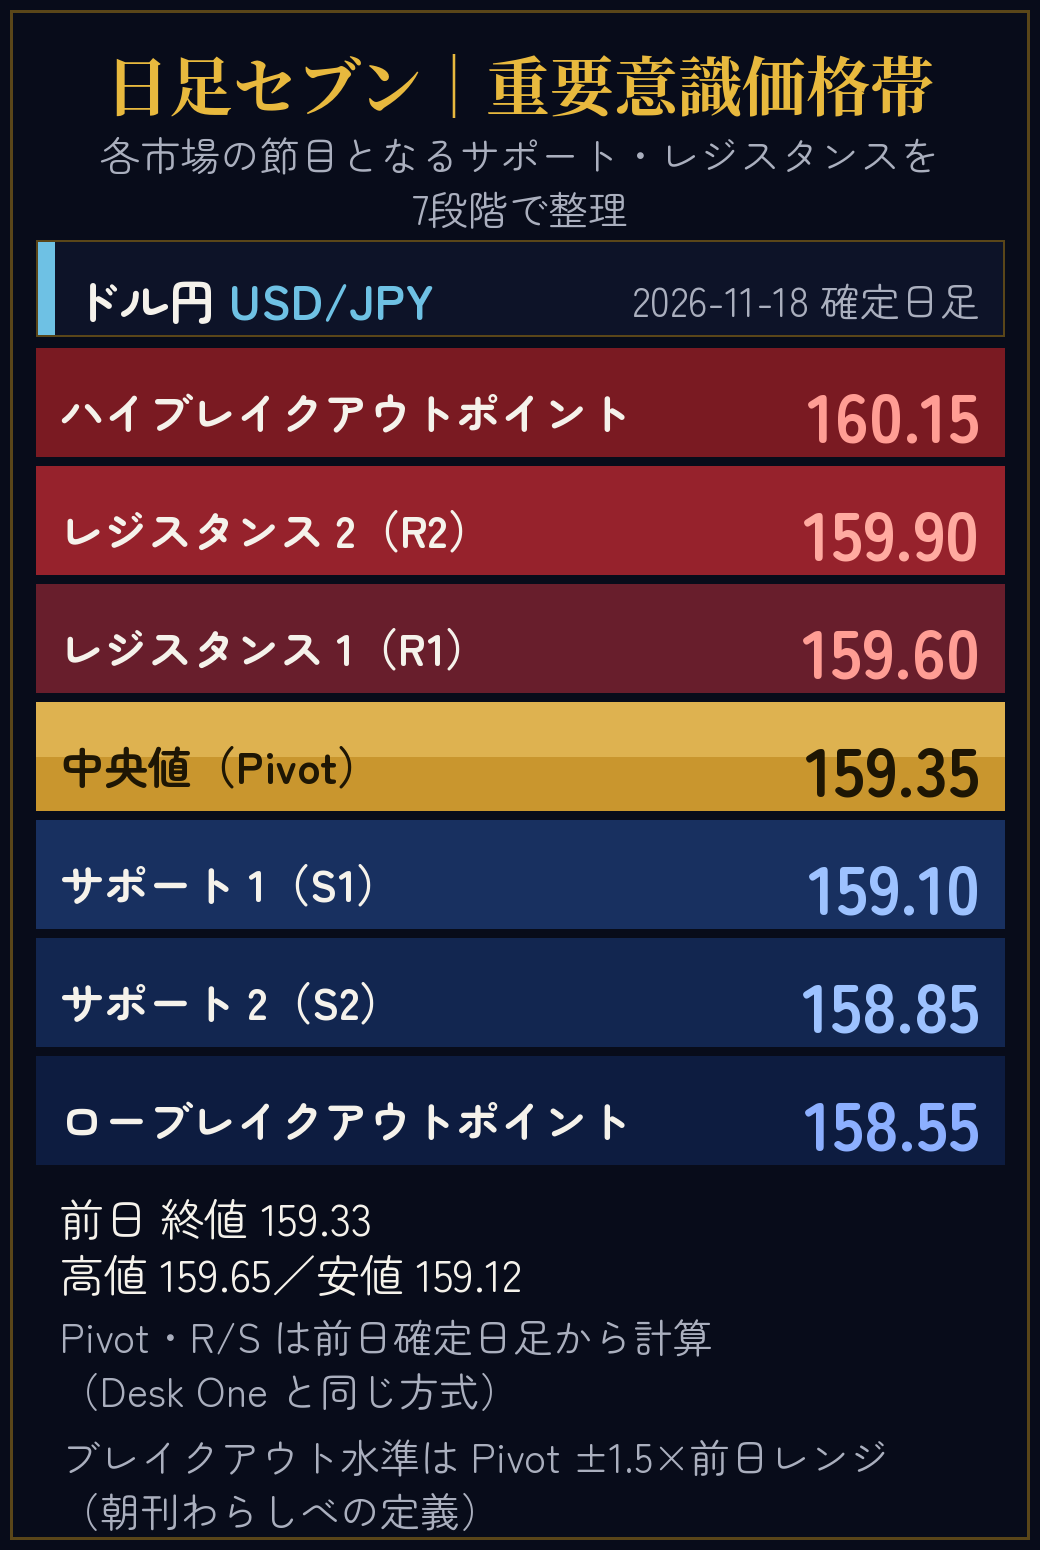 日足セブン｜重要意識価格帯
各市場の節目となるサポート・レジスタンスを
7段階で整理
ドル円 USD/JPY 2026-11-18 確定日足
ハイブレイクアウトポイント 160.15
レジスタンス 2（R2） 159.90
レジスタンス 1（R1） 159.60
中央値（Pivot） 159.35
サポート 1（S1） 159.10
サポート 2（S2） 158.85
ローブレイクアウトポイント 158.55
前日 終値 159.33
高値 159.65／安値 159.12
Pivot・R/S は前日確定日足から計算
（Desk One と同じ方式）
ブレイクアウト水準は Pivot ±1.5×前日レンジ
（朝刊わらしべの定義）